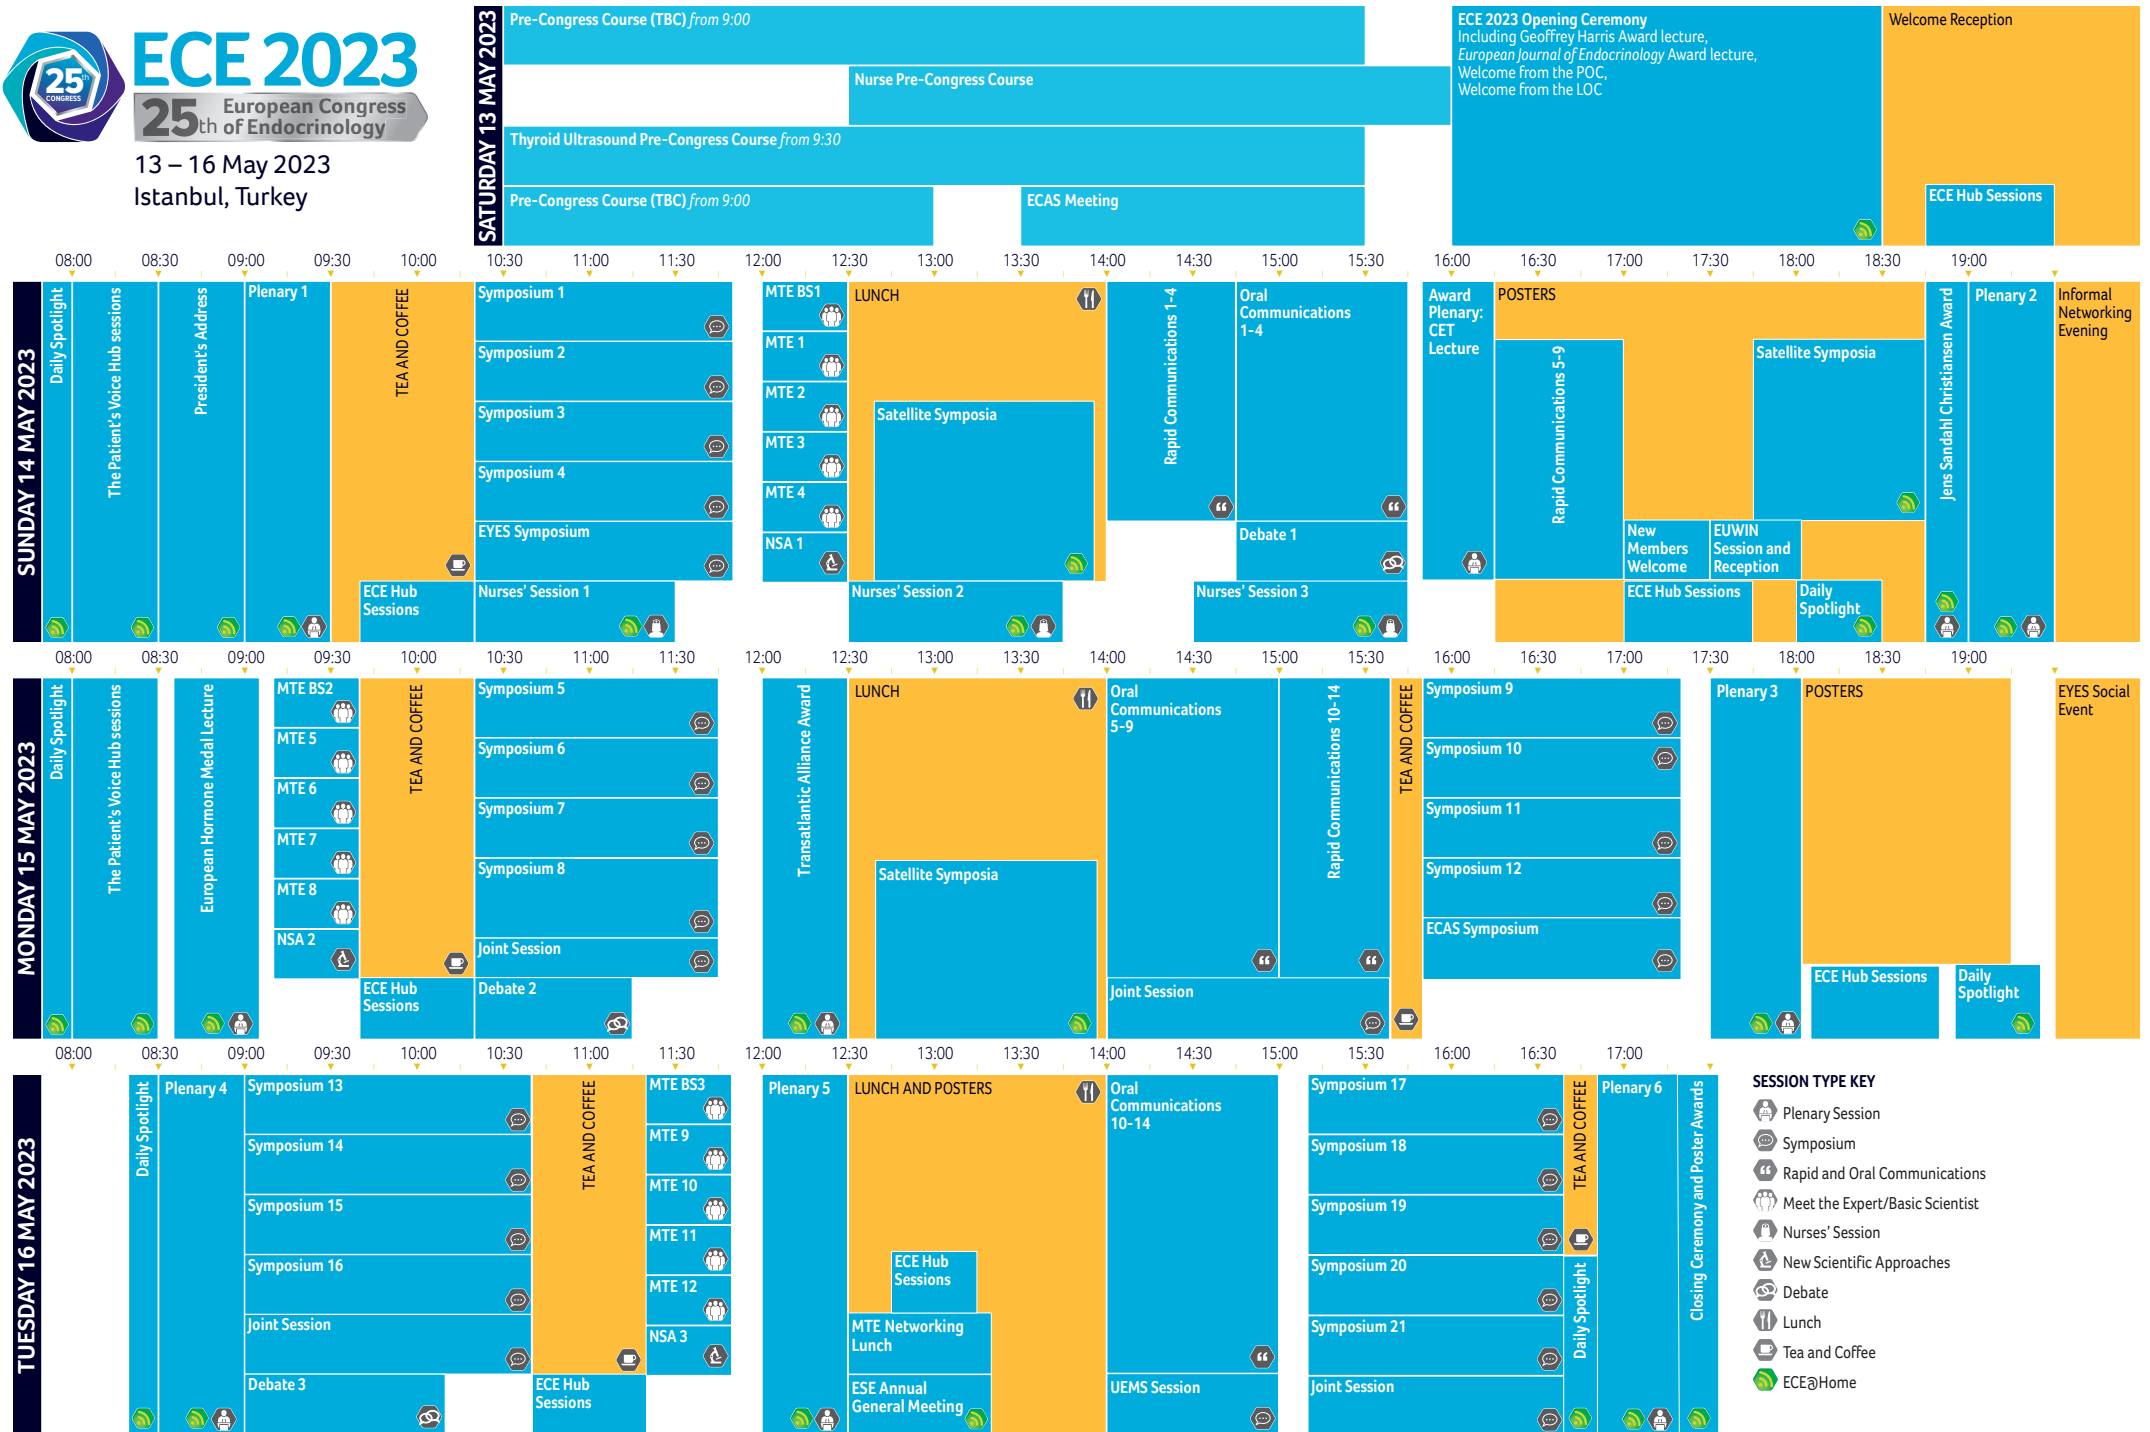 25th
CONGRESS
ECE 2023
25th European Congress
of Endocrinology
13 – 16 May 2023
Istanbul, Turkey
SATURDAY 13 MAY 2023
Pre-Congress Course (TBC) from 9:00
Nurse Pre-Congress Course
Thyroid Ultrasound Pre-Congress Course from 9:30
Pre-Congress Course (TBC) from 9:00
ECAS Meeting
ECE 2023 Opening Ceremony
Including Geoffrey Harris Award lecture,
European Journal of Endocrinology Award lecture,
Welcome from the POC,
Welcome from the LOC
Welcome Reception
ECE Hub Sessions
08:00 08:30 09:00 09:30 10:00 10:30 11:00 11:30 12:00 12:30 13:00 13:30 14:00 14:30 15:00 15:30 16:00 16:30 17:00 17:30 18:00 18:30 19:00
SUNDAY 14 MAY 2023
Daily Spotlight
The Patient's Voice Hub sessions
President's Address
Plenary 1
TEA AND COFFEE
ECE Hub
Sessions
Symposium 1
Symposium 2
Symposium 3
Symposium 4
EYES Symposium
Nurses' Session 1
MTE BS1
MTE 1
MTE 2
MTE 3
MTE 4
NSA 1
LUNCH
Satellite Symposia
Nurses' Session 2
Rapid Communications 1-4
Oral
Communications
1-4
Debate 1
Nurses' Session 3
Award
Plenary:
CET
Lecture
POSTERS
Rapid Communications 5-9
Satellite Symposia
New
Members
Welcome
EUWIN
Session and
Reception
ECE Hub Sessions
Daily
Spotlight
Jens Sandahl Christiansen Award
Plenary 2
Informal
Networking
Evening
08:00 08:30 09:00 09:30 10:00 10:30 11:00 11:30 12:00 12:30 13:00 13:30 14:00 14:30 15:00 15:30 16:00 16:30 17:00 17:30 18:00 18:30 19:00
MONDAY 15 MAY 2023
Daily Spotlight
The Patient's Voice Hub sessions
European Hormone Medal Lecture
MTE BS2
MTE 5
MTE 6
MTE 7
MTE 8
NSA 2
TEA AND COFFEE
ECE Hub
Sessions
Symposium 5
Symposium 6
Symposium 7
Symposium 8
Joint Session
Debate 2
Transatlantic Alliance Award
LUNCH
Satellite Symposia
Oral
Communications
5-9
Rapid Communications 10-14
Joint Session
TEA AND COFFEE
Symposium 9
Symposium 10
Symposium 11
Symposium 12
ECAS Symposium
Plenary 3
POSTERS
ECE Hub Sessions
Daily
Spotlight
EYES Social
Event
08:00 08:30 09:00 09:30 10:00 10:30 11:00 11:30 12:00 12:30 13:00 13:30 14:00 14:30 15:00 15:30 16:00 16:30 17:00
TUESDAY 16 MAY 2023
Daily Spotlight
Plenary 4
Symposium 13
Symposium 14
Symposium 15
Symposium 16
Joint Session
Debate 3
TEA AND COFFEE
ECE Hub
Sessions
MTE BS3
MTE 9
MTE 10
MTE 11
MTE 12
NSA 3
Plenary 5
LUNCH AND POSTERS
ECE Hub
Sessions
MTE Networking
Lunch
ESE Annual
General Meeting
Oral
Communications
10-14
UEMS Session
Symposium 17
Symposium 18
Symposium 19
Symposium 20
Symposium 21
Joint Session
TEA AND COFFEE
Daily Spotlight
Plenary 6
Closing Ceremony and Poster Awards
SESSION TYPE KEY
Plenary Session
Symposium
Rapid and Oral Communications
Meet the Expert/Basic Scientist
Nurses' Session
New Scientific Approaches
Debate
Lunch
Tea and Coffee
ECE@Home